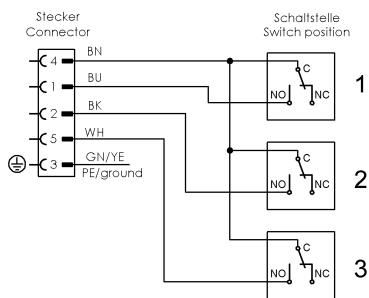 Stecker
Connector
Schaltstelle
Switch position
4 BN
1 BU
2 BK
5 WH
3 GN/YE
PE/ground
C
NO NC
1
C
NO NC
2
C
NO NC
3